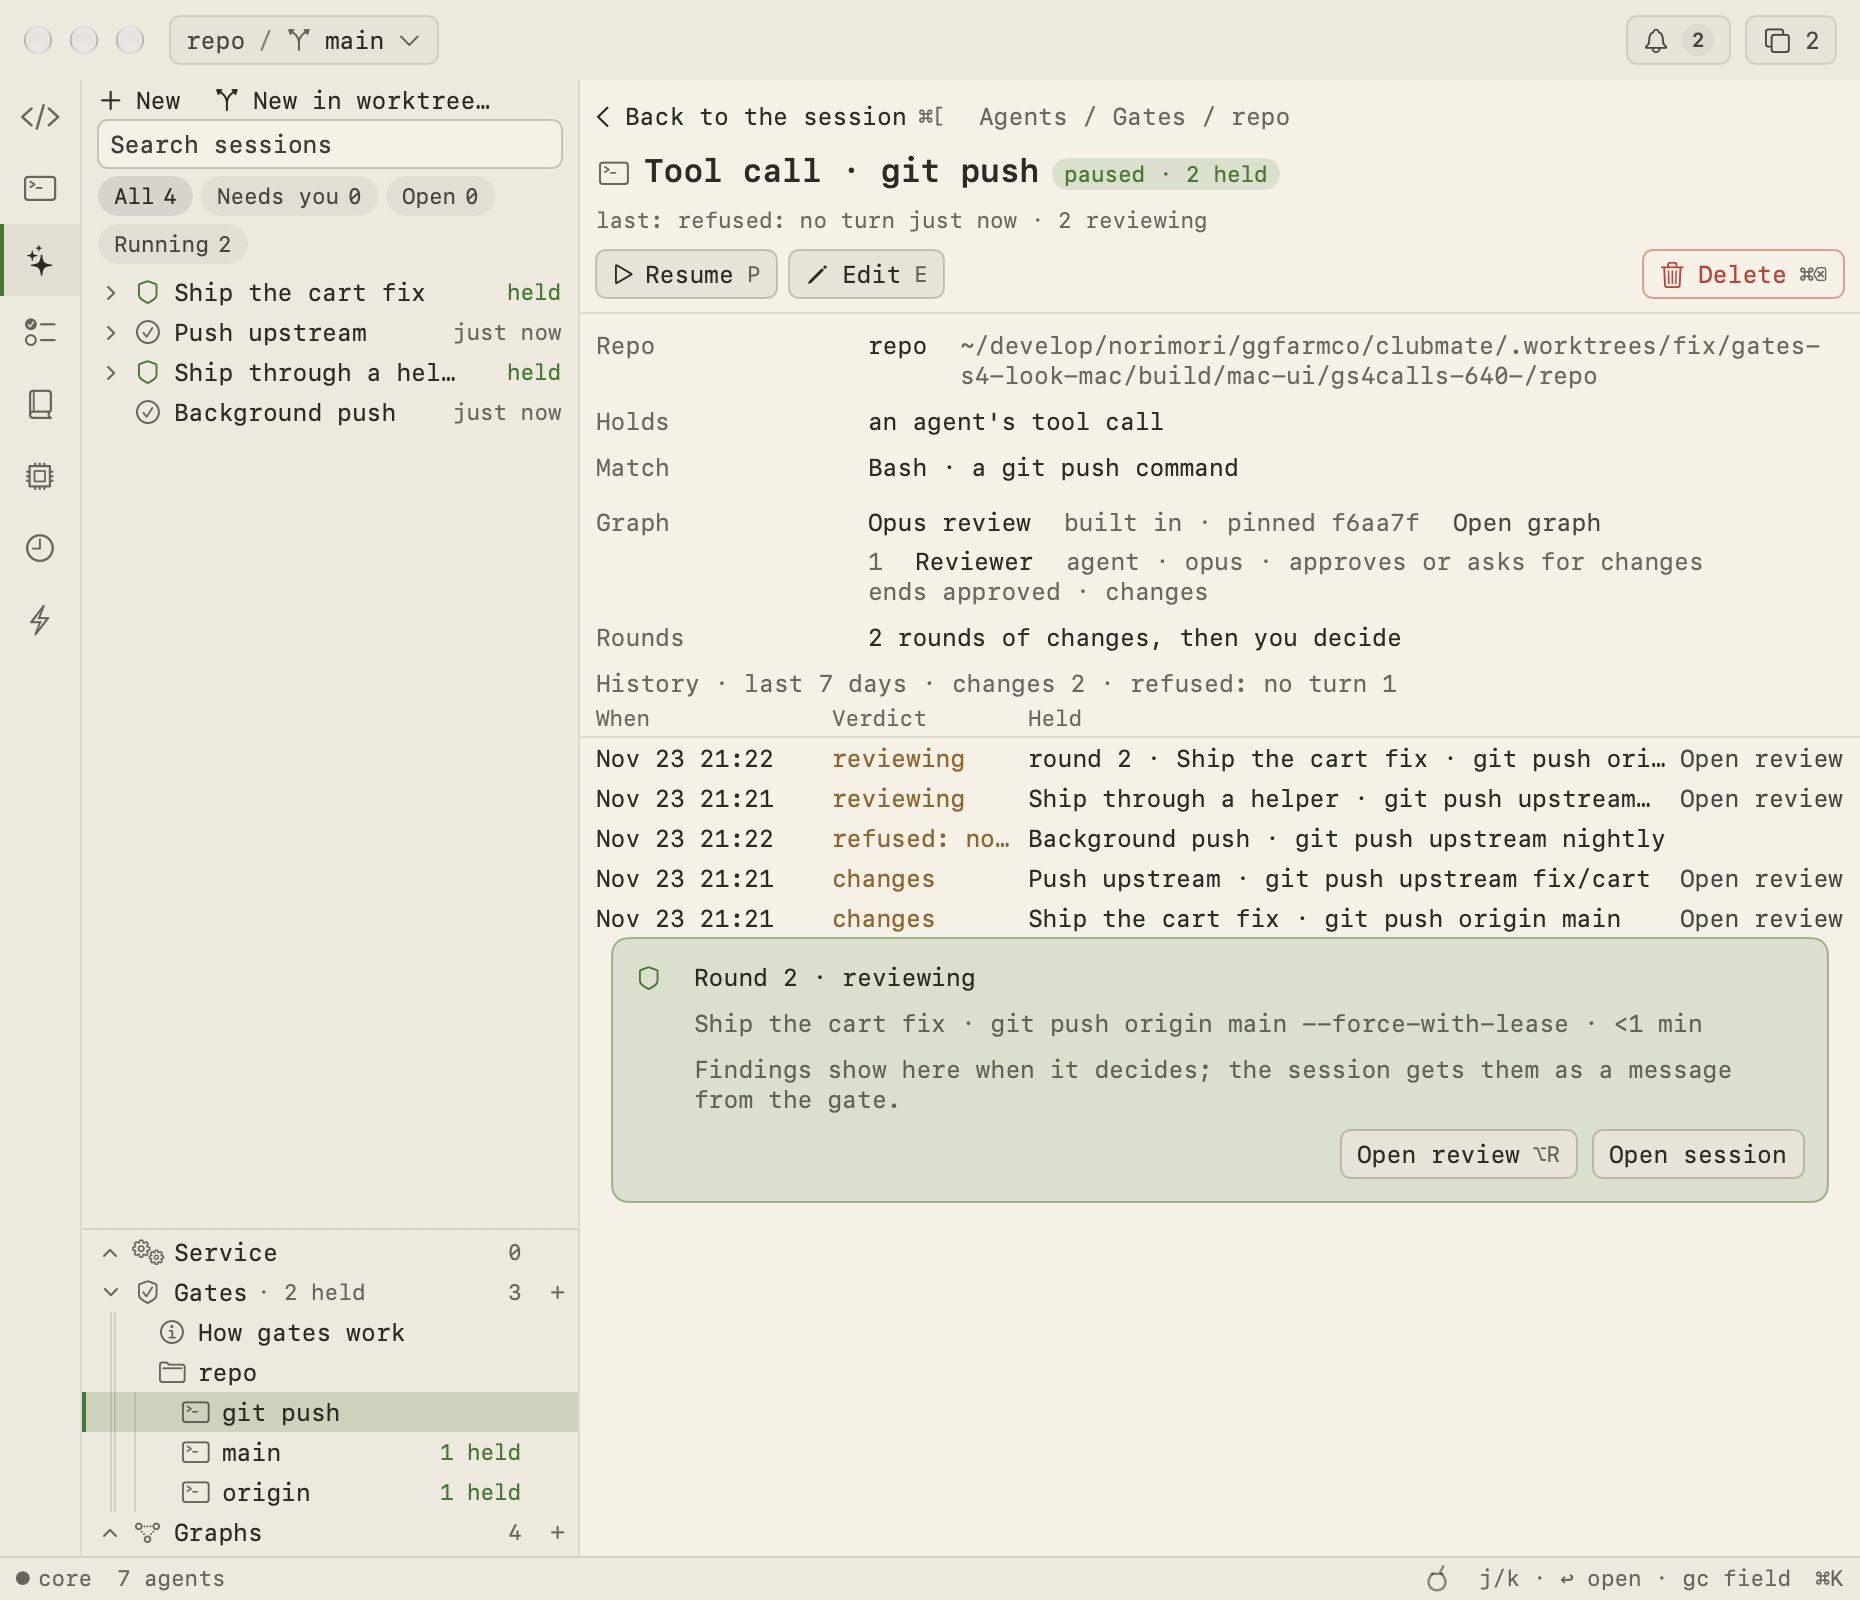 repo / main
2
2
+ New
New in worktree…
Search sessions
All 4
Needs you 0
Open 0
Running 2
Ship the cart fix held
Push upstream just now
Ship through a hel… held
Background push just now
Service 0
Gates · 2 held 3 +
How gates work
repo
git push
main 1 held
origin 1 held
Graphs 4 +
Back to the session ⌘[ Agents / Gates / repo
Tool call · git push paused · 2 held
last: refused: no turn just now · 2 reviewing
Resume P
Edit E
Delete ⌘⌫
Repo repo ~/develop/norimori/ggfarmco/clubmate/.worktrees/fix/gates-
s4-look-mac/build/mac-ui/gs4calls-640-/repo
Holds an agent's tool call
Match Bash · a git push command
Graph Opus review built in · pinned f6aa7f Open graph
1 Reviewer agent · opus · approves or asks for changes
ends approved · changes
Rounds 2 rounds of changes, then you decide
History · last 7 days · changes 2 · refused: no turn 1
When Verdict Held
Nov 23 21:22 reviewing round 2 · Ship the cart fix · git push ori… Open review
Nov 23 21:21 reviewing Ship through a helper · git push upstream… Open review
Nov 23 21:22 refused: no… Background push · git push upstream nightly
Nov 23 21:21 changes Push upstream · git push upstream fix/cart Open review
Nov 23 21:21 changes Ship the cart fix · git push origin main Open review
Round 2 · reviewing
Ship the cart fix · git push origin main --force-with-lease · <1 min
Findings show here when it decides; the session gets them as a message
from the gate.
Open review ⌥R
Open session
core 7 agents
j/k · ↩ open · gc field ⌘K